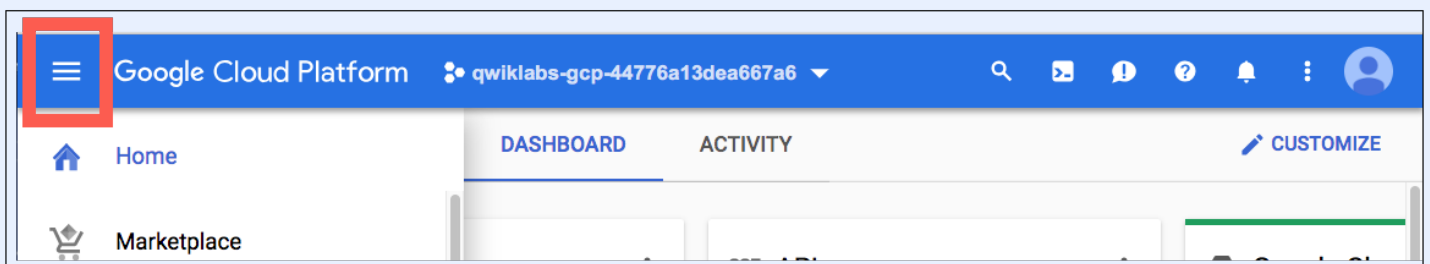 Google Cloud Platform qwiklabs-gcp-44776a13dea667a6
Home DASHBOARD ACTIVITY CUSTOMIZE
Marketplace